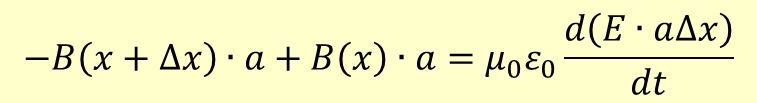 −B(x + Δx) · a + B(x) · a = μ₀ε₀ d(E · aΔx)/dt